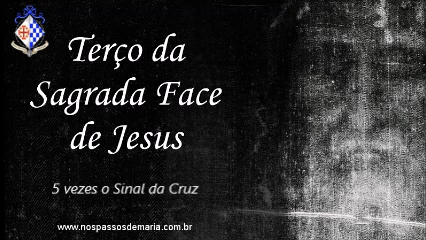 Terço da
Sagrada Face
de Jesus
5 vezes o Sinal da Cruz
www.nospassosdemaria.com.br